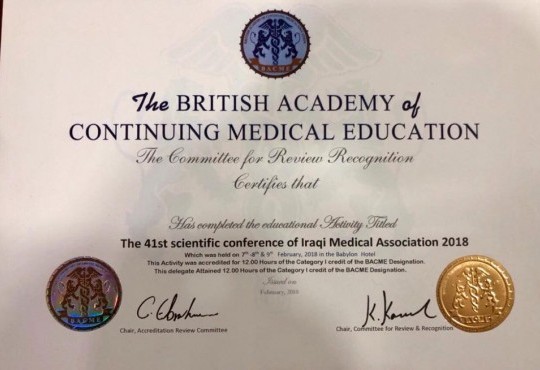 BACME
The BRITISH ACADEMY of
CONTINUING MEDICAL EDUCATION
The Committee for Review Recognition
Certifies that
Has completed the educational Activity Titled
The 41st scientific conference of Iraqi Medical Association 2018
Which was held on 7th -8th & 9th February, 2018 in the Babylon Hotel
This Activity was accredited for 12.00 Hours of the Category I credit of the BACME Designation.
This delegate Attained 12.00 Hours of the Category I credit of the BACME Designation.
Issued on
February, 2018
BACME
Chair, Accreditation Review Committee
Chair, Committee for Review & Recognition